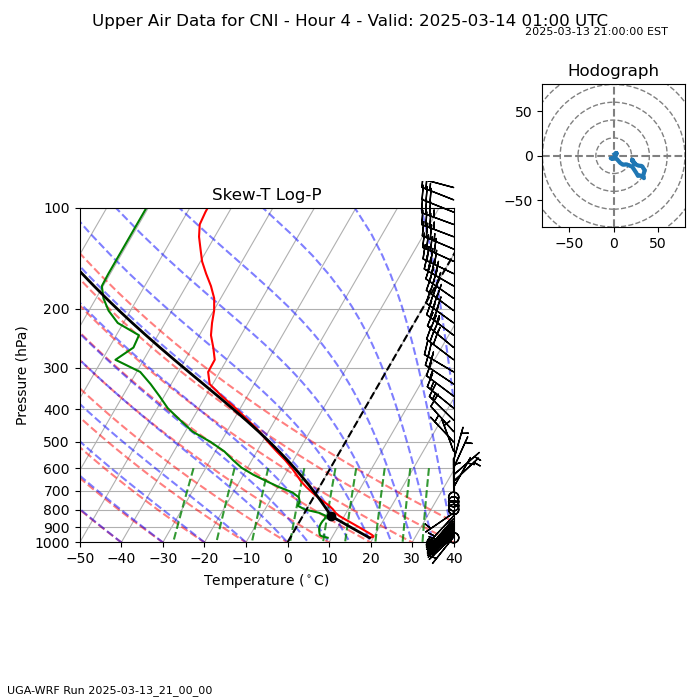 Upper Air Data for CNI - Hour 4 - Valid: 2025-03-14 01:00 UTC
2025-03-13 21:00:00 EST
Hodograph
50
0
−50
−50 0 50
Skew-T Log-P
100
200
300
400
500
600
700
800
900
1000
Pressure (hPa)
−50 −40 −30 −20 −10 0 10 20 30 40
Temperature (°C)
UGA-WRF Run 2025-03-13_21_00_00